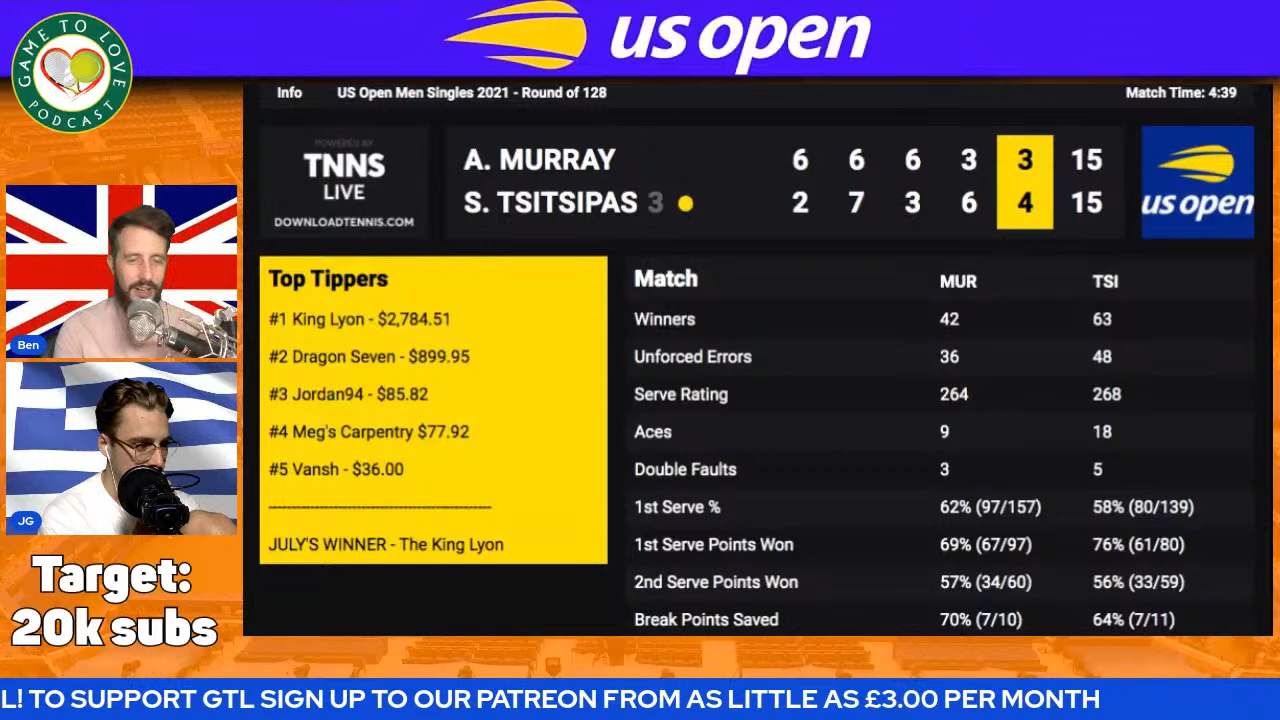 GAME TO LOVE
PODCAST
us open
Info US Open Men Singles 2021 - Round of 128 Match Time: 4:39
POWERED BY
TNNS
LIVE
DOWNLOADTENNIS.COM
A. MURRAY 6 6 6 3 3 15
S. TSITSIPAS 3 2 7 3 6 4 15
us open
Ben
JG
Target:
20k subs
Top Tippers
#1 King Lyon - $2,784.51
#2 Dragon Seven - $899.95
#3 Jordan94 - $85.82
#4 Meg's Carpentry $77.92
#5 Vansh - $36.00
JULY'S WINNER - The King Lyon
Match MUR TSI
Winners 42 63
Unforced Errors 36 48
Serve Rating 264 268
Aces 9 18
Double Faults 3 5
1st Serve % 62% (97/157) 58% (80/139)
1st Serve Points Won 69% (67/97) 76% (61/80)
2nd Serve Points Won 57% (34/60) 56% (33/59)
Break Points Saved 70% (7/10) 64% (7/11)
L! TO SUPPORT GTL SIGN UP TO OUR PATREON FROM AS LITTLE AS £3.00 PER MONTH